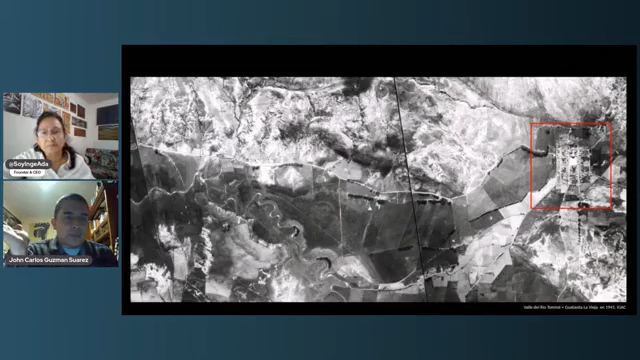 @SoyIngeAda
Founder & CEO
John Carlos Guzman Suarez
Valle del Río Tominé + Guatavita La Vieja en 1941. IGAC